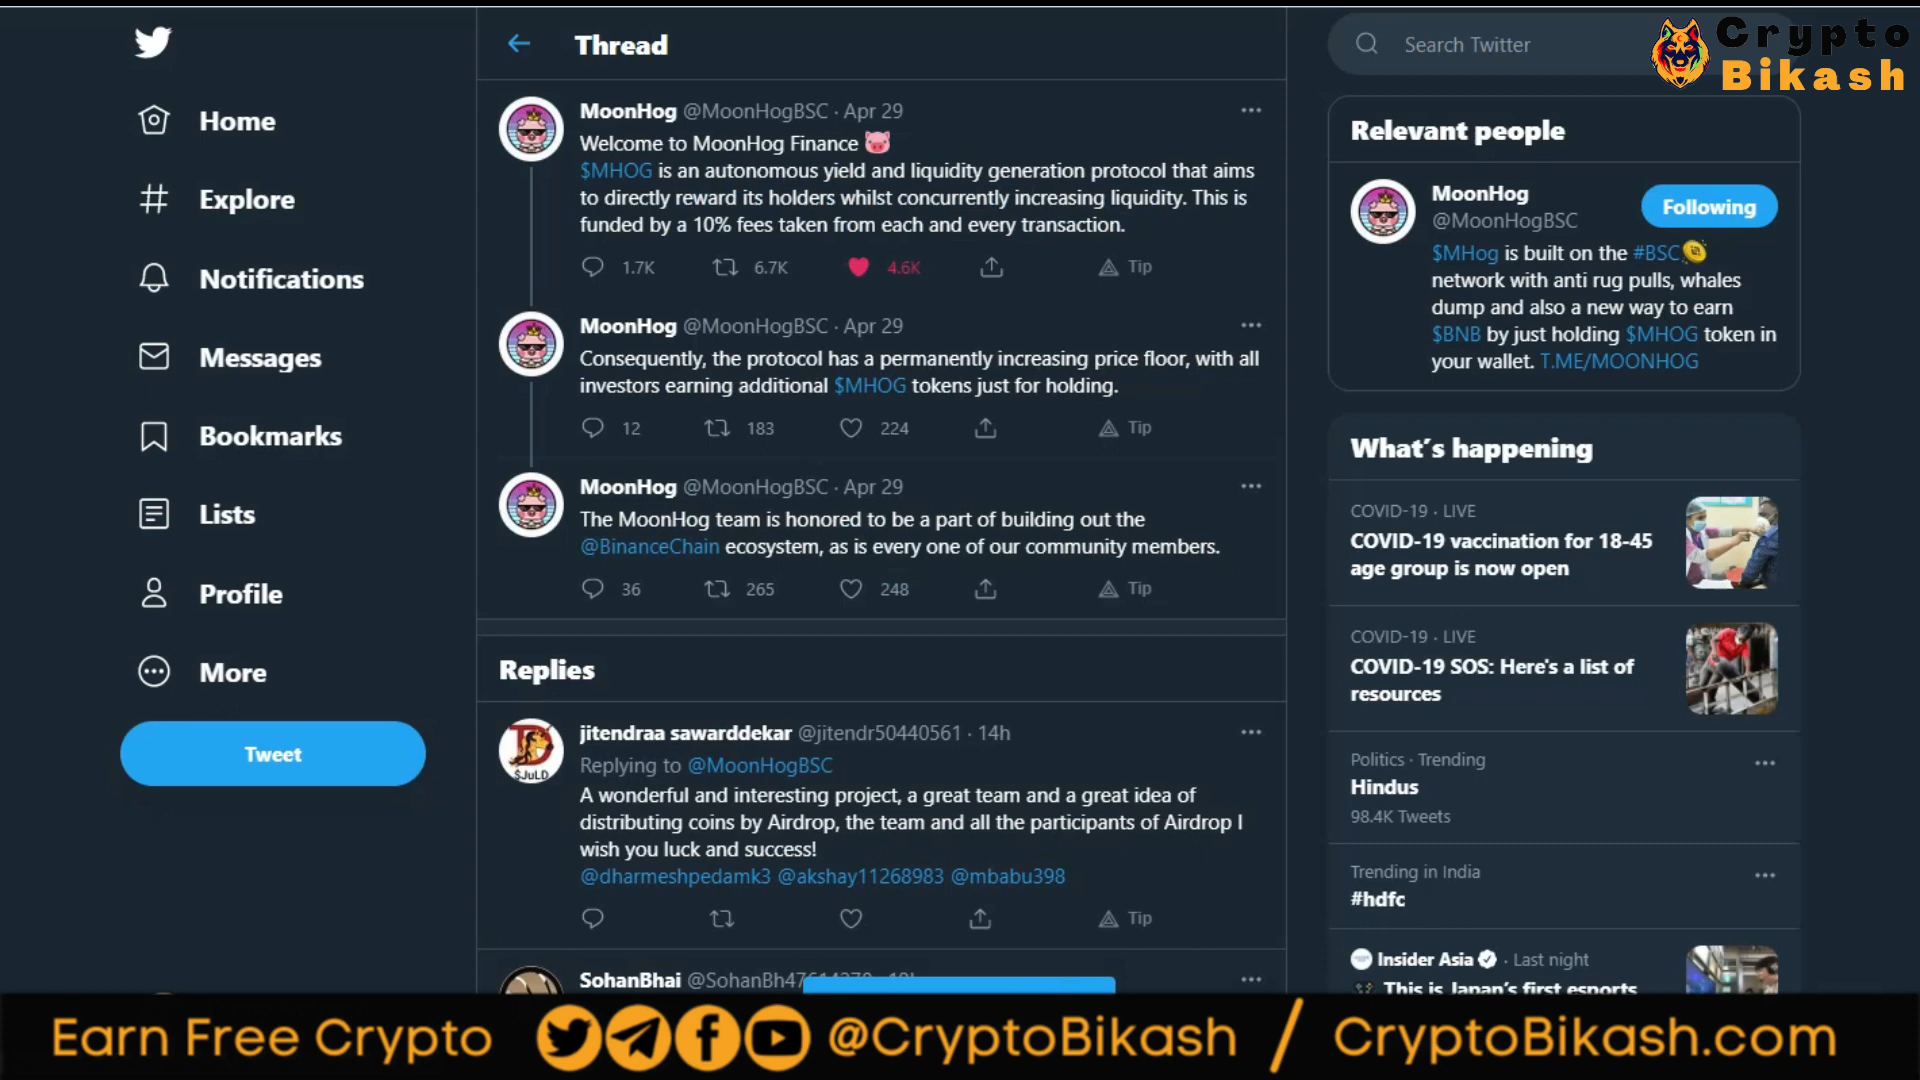 Crypto
Bikash
Home
Explore
Notifications
Messages
Bookmarks
Lists
Profile
More
Tweet
Thread
MoonHog @MoonHogBSC · Apr 29
Welcome to MoonHog Finance
$MHOG is an autonomous yield and liquidity generation protocol that aims
to directly reward its holders whilst concurrently increasing liquidity. This is
funded by a 10% fees taken from each and every transaction.
1.7K 6.7K 4.6K Tip
MoonHog @MoonHogBSC · Apr 29
Consequently, the protocol has a permanently increasing price floor, with all
investors earning additional $MHOG tokens just for holding.
12 183 224 Tip
MoonHog @MoonHogBSC · Apr 29
The MoonHog team is honored to be a part of building out the
@BinanceChain ecosystem, as is every one of our community members.
36 265 248 Tip
Replies
$JuLD
jitendraa sawarddekar @jitendr50440561 · 14h
Replying to @MoonHogBSC
A wonderful and interesting project, a great team and a great idea of
distributing coins by Airdrop, the team and all the participants of Airdrop I
wish you luck and success!
@dharmeshpedamk3 @akshay11268983 @mbabu398
Tip
SohanBhai
Search Twitter
Relevant people
MoonHog
@MoonHogBSC
Following
$MHog is built on the #BSC
network with anti rug pulls, whales
dump and also a new way to earn
$BNB by just holding $MHOG token in
your wallet. T.ME/MOONHOG
What's happening
COVID-19 · LIVE
COVID-19 vaccination for 18-45
age group is now open
COVID-19 · LIVE
COVID-19 SOS: Here's a list of
resources
Politics · Trending
Hindus
98.4K Tweets
Trending in India
#hdfc
Insider Asia · Last night
This is Japan's first esports
Earn Free Crypto @CryptoBikash / CryptoBikash.com